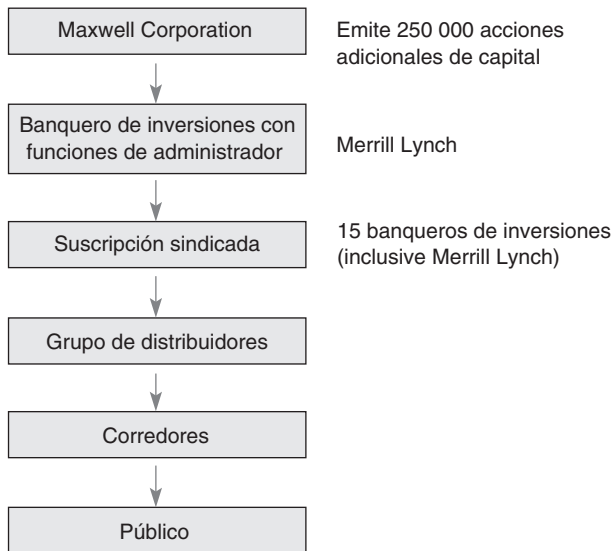 Maxwell Corporation
Emite 250 000 acciones
adicionales de capital
Banquero de inversiones con
funciones de administrador
Merrill Lynch
Suscripción sindicada
15 banqueros de inversiones
(inclusive Merrill Lynch)
Grupo de distribuidores
Corredores
Público